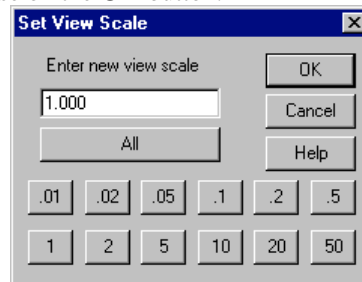 Set View Scale
Enter new view scale
OK
1.000
Cancel
All
Help
.01 .02 .05 .1 .2 .5
1 2 5 10 20 50